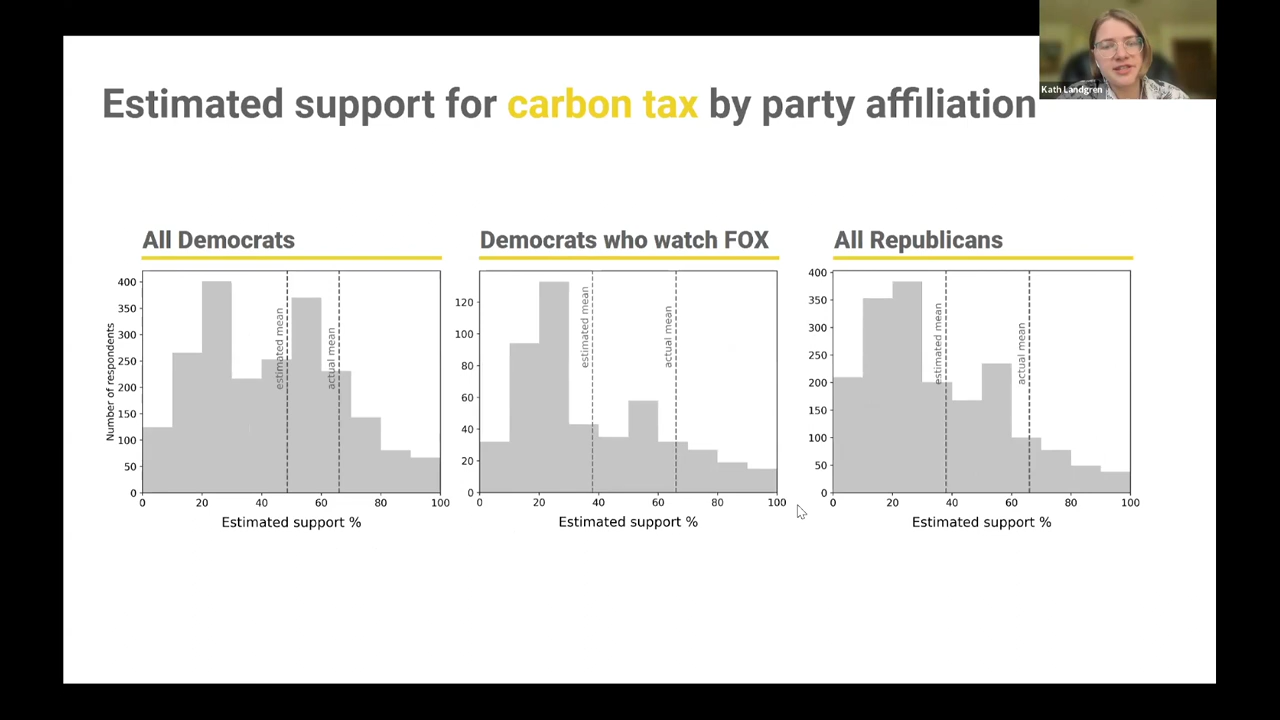 Kath Landgren
Estimated support for carbon tax by party affiliation
All Democrats
Number of respondents
400
350
300
250
200
150
100
50
0
estimated mean
actual mean
0 20 40 60 80 100
Estimated support %
Democrats who watch FOX
120
100
80
60
40
20
0
estimated mean
actual mean
0 20 40 60 80 100
Estimated support %
All Republicans
400
350
300
250
200
150
100
50
0
estimated mean
actual mean
0 20 40 60 80 100
Estimated support %